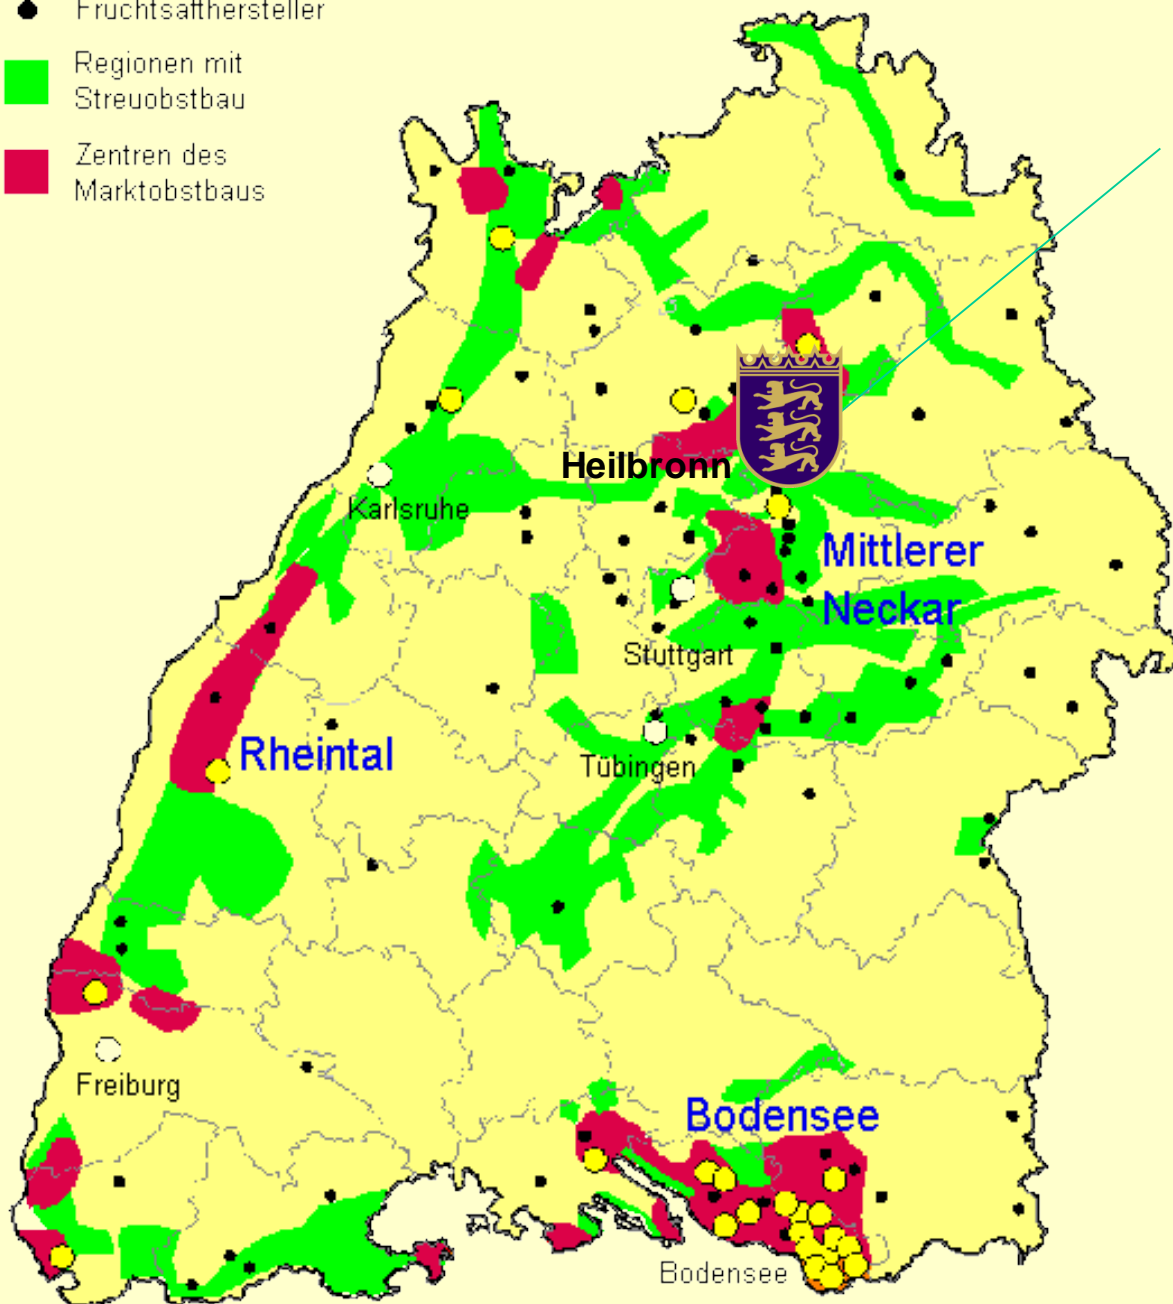 Fruchtsafthersteller
Regionen mit
Streuobstbau
Zentren des
Marktobstbaus
Heilbronn
Karlsruhe
Mittlerer
Neckar
Stuttgart
Rheintal
Tübingen
Freiburg
Bodensee
Bodensee